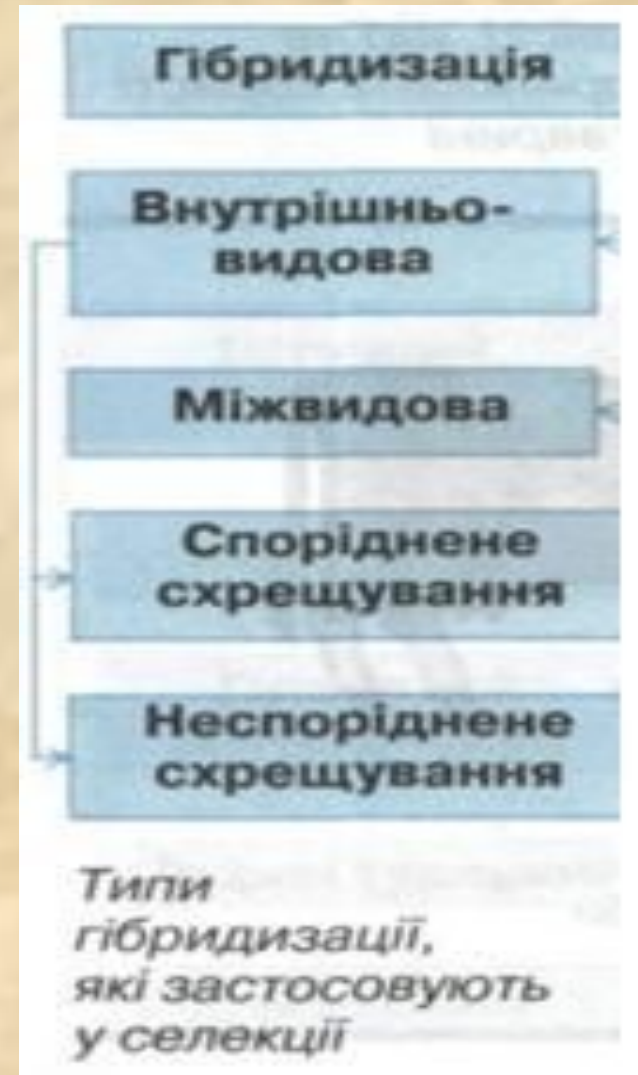 Гібридизація
Внутрішньо-
видова
Міжвидова
Споріднене
схрещування
Неспоріднене
схрещування
Типи
гібридизації,
які застосовують
у селекції